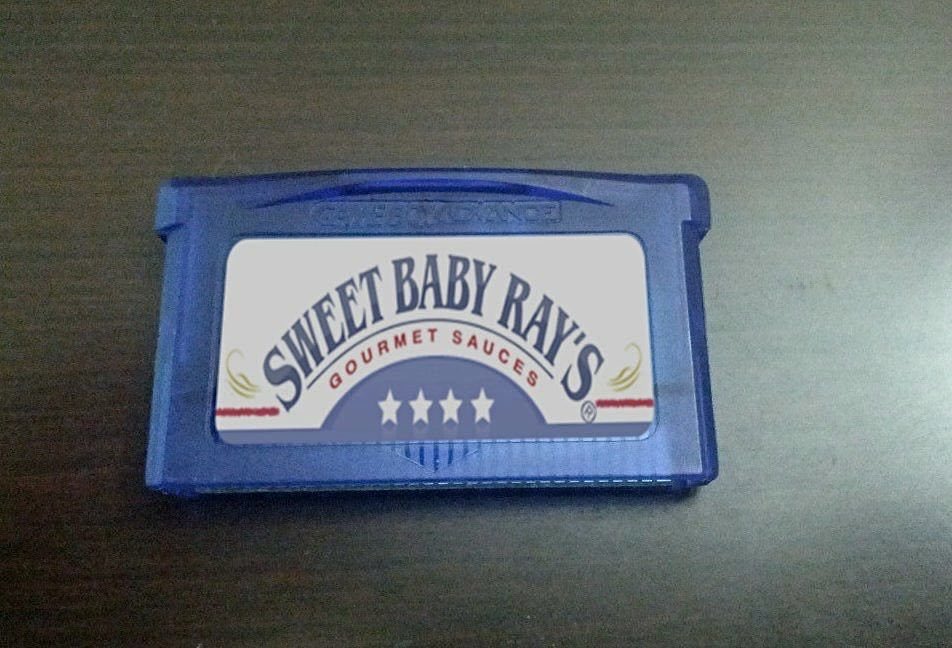 GAME BOY ADVANCE
SWEET BABY RAY'S
GOURMET SAUCES
®